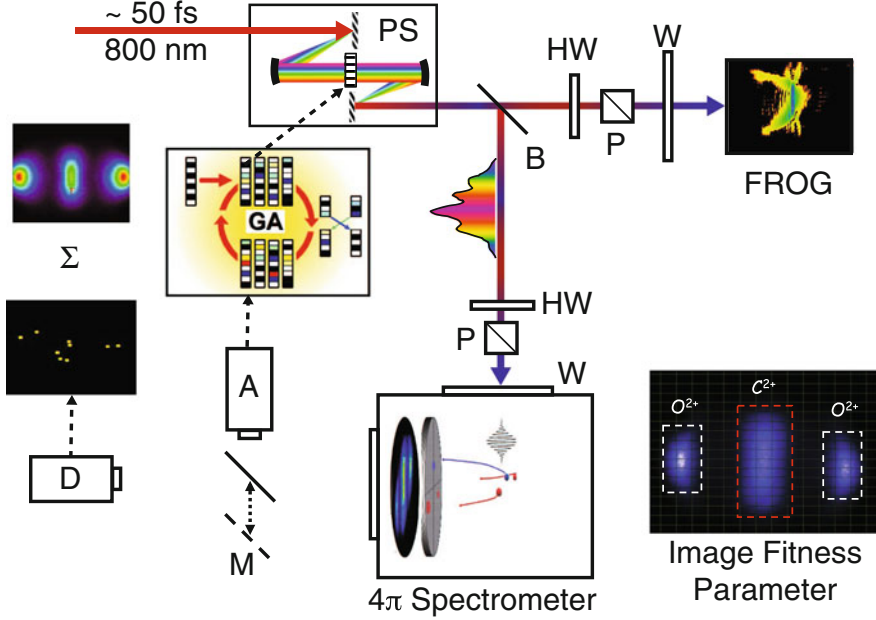 ~ 50 fs
800 nm
PS
HW
W
P
B
FROG
GA
Σ
HW
P
W
A
D
M
4π Spectrometer
O²⁺
C²⁺
O²⁺
Image Fitness
Parameter